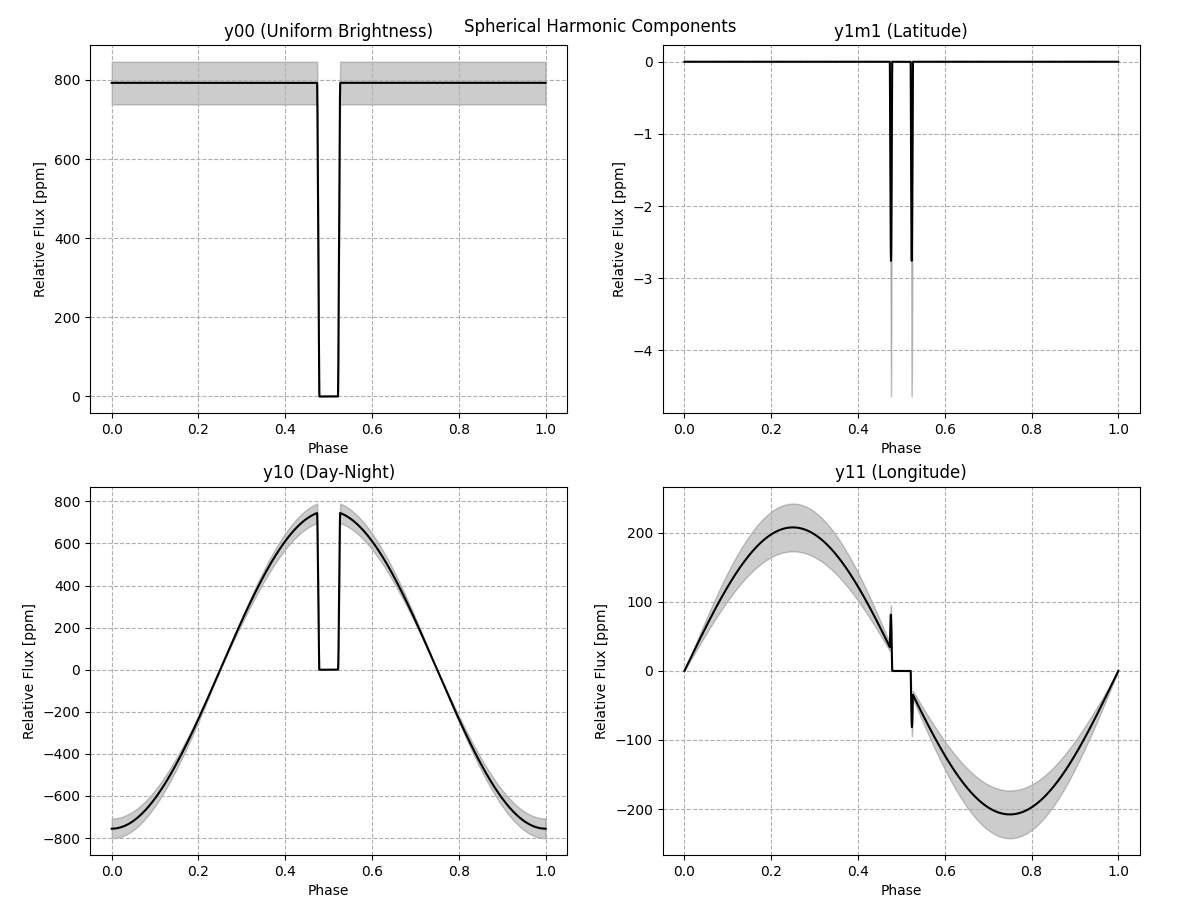 Spherical Harmonic Components
y00 (Uniform Brightness)
800
600
400
200
0
Relative Flux [ppm]
0.0 0.2 0.4 0.6 0.8 1.0
Phase
y1m1 (Latitude)
0
−1
−2
−3
−4
Relative Flux [ppm]
0.0 0.2 0.4 0.6 0.8 1.0
Phase
y10 (Day-Night)
800
600
400
200
0
−200
−400
−600
−800
Relative Flux [ppm]
0.0 0.2 0.4 0.6 0.8 1.0
Phase
y11 (Longitude)
200
100
0
−100
−200
Relative Flux [ppm]
0.0 0.2 0.4 0.6 0.8 1.0
Phase